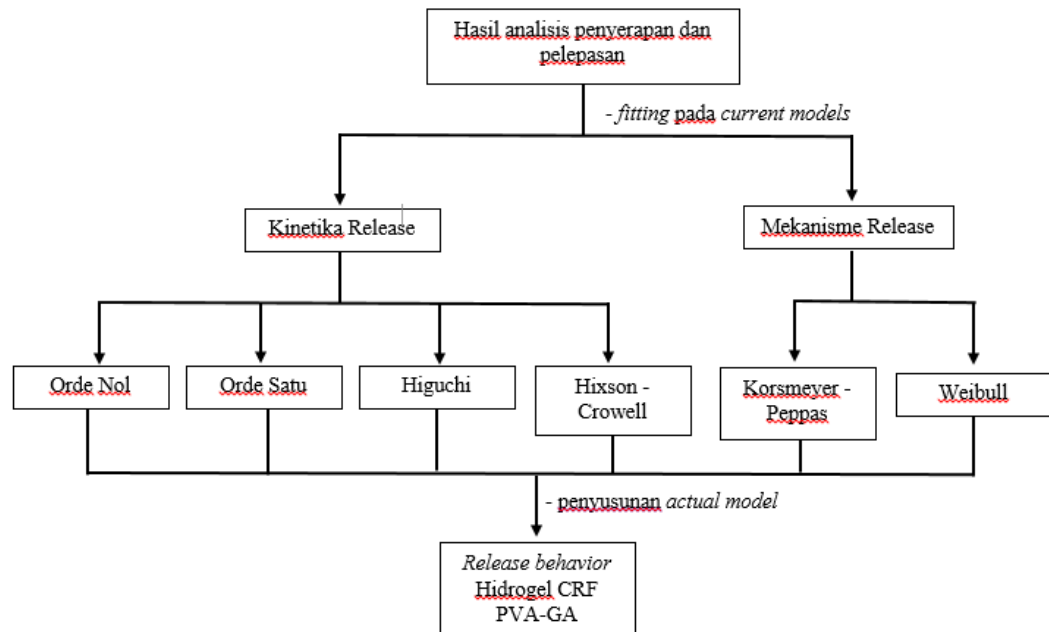 Hasil analisis penyerapan dan
pelepasan
- fitting pada current models
Kinetika Release
Mekanisme Release
Orde Nol
Orde Satu
Higuchi
Hixson -
Crowell
Korsmeyer -
Peppas
Weibull
- penyusunan actual model
Release behavior
Hidrogel CRF
PVA-GA